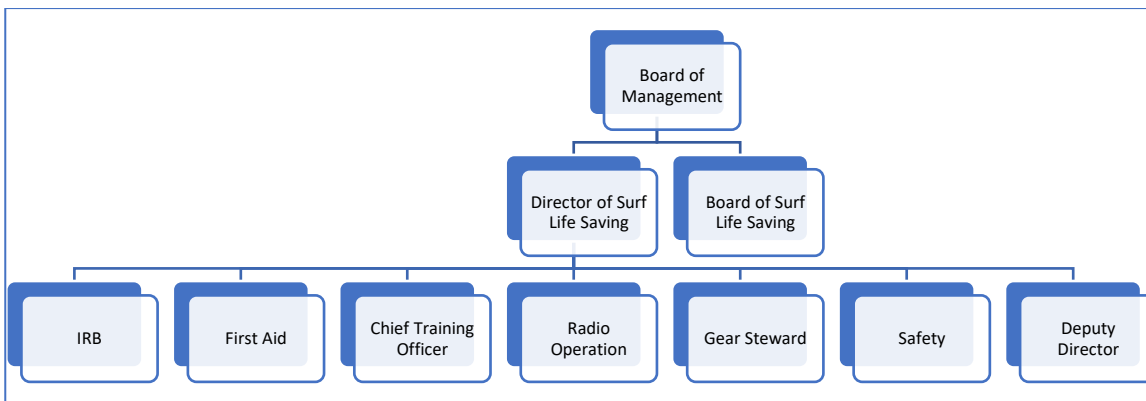 Board of
Management
Director of Surf
Life Saving
Board of Surf
Life Saving
IRB
First Aid
Chief Training
Officer
Radio
Operation
Gear Steward
Safety
Deputy
Director